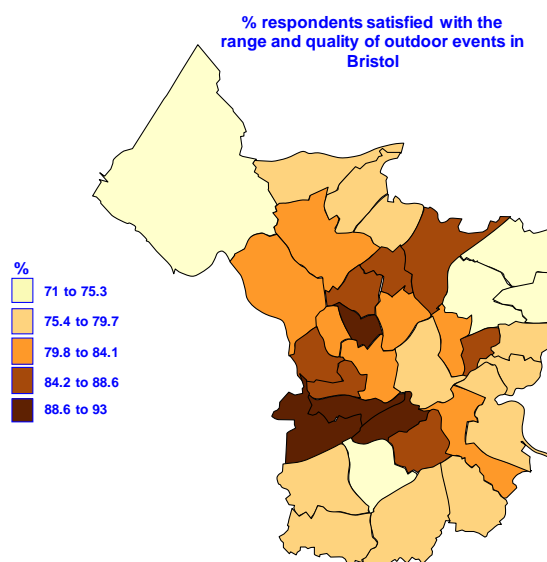 % respondents satisfied with the
range and quality of outdoor events in
Bristol
%
71 to 75.3
75.4 to 79.7
79.8 to 84.1
84.2 to 88.6
88.6 to 93